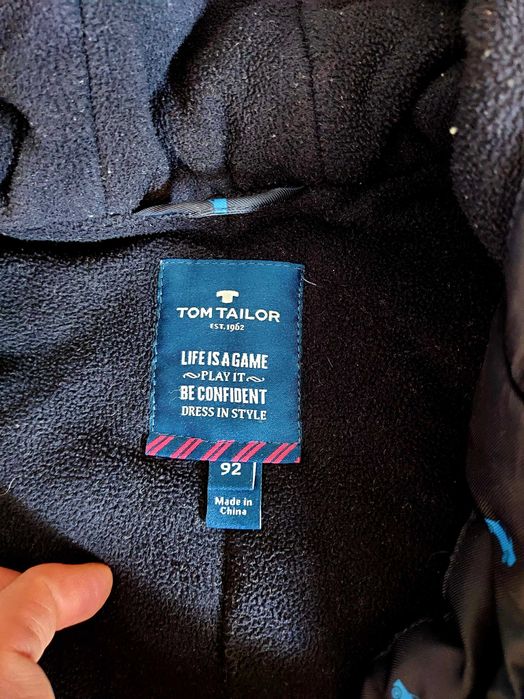 TOM TAILOR
EST. 1962
LIFE IS A GAME
PLAY IT
BE CONFIDENT
DRESS IN STYLE
92
Made in
China